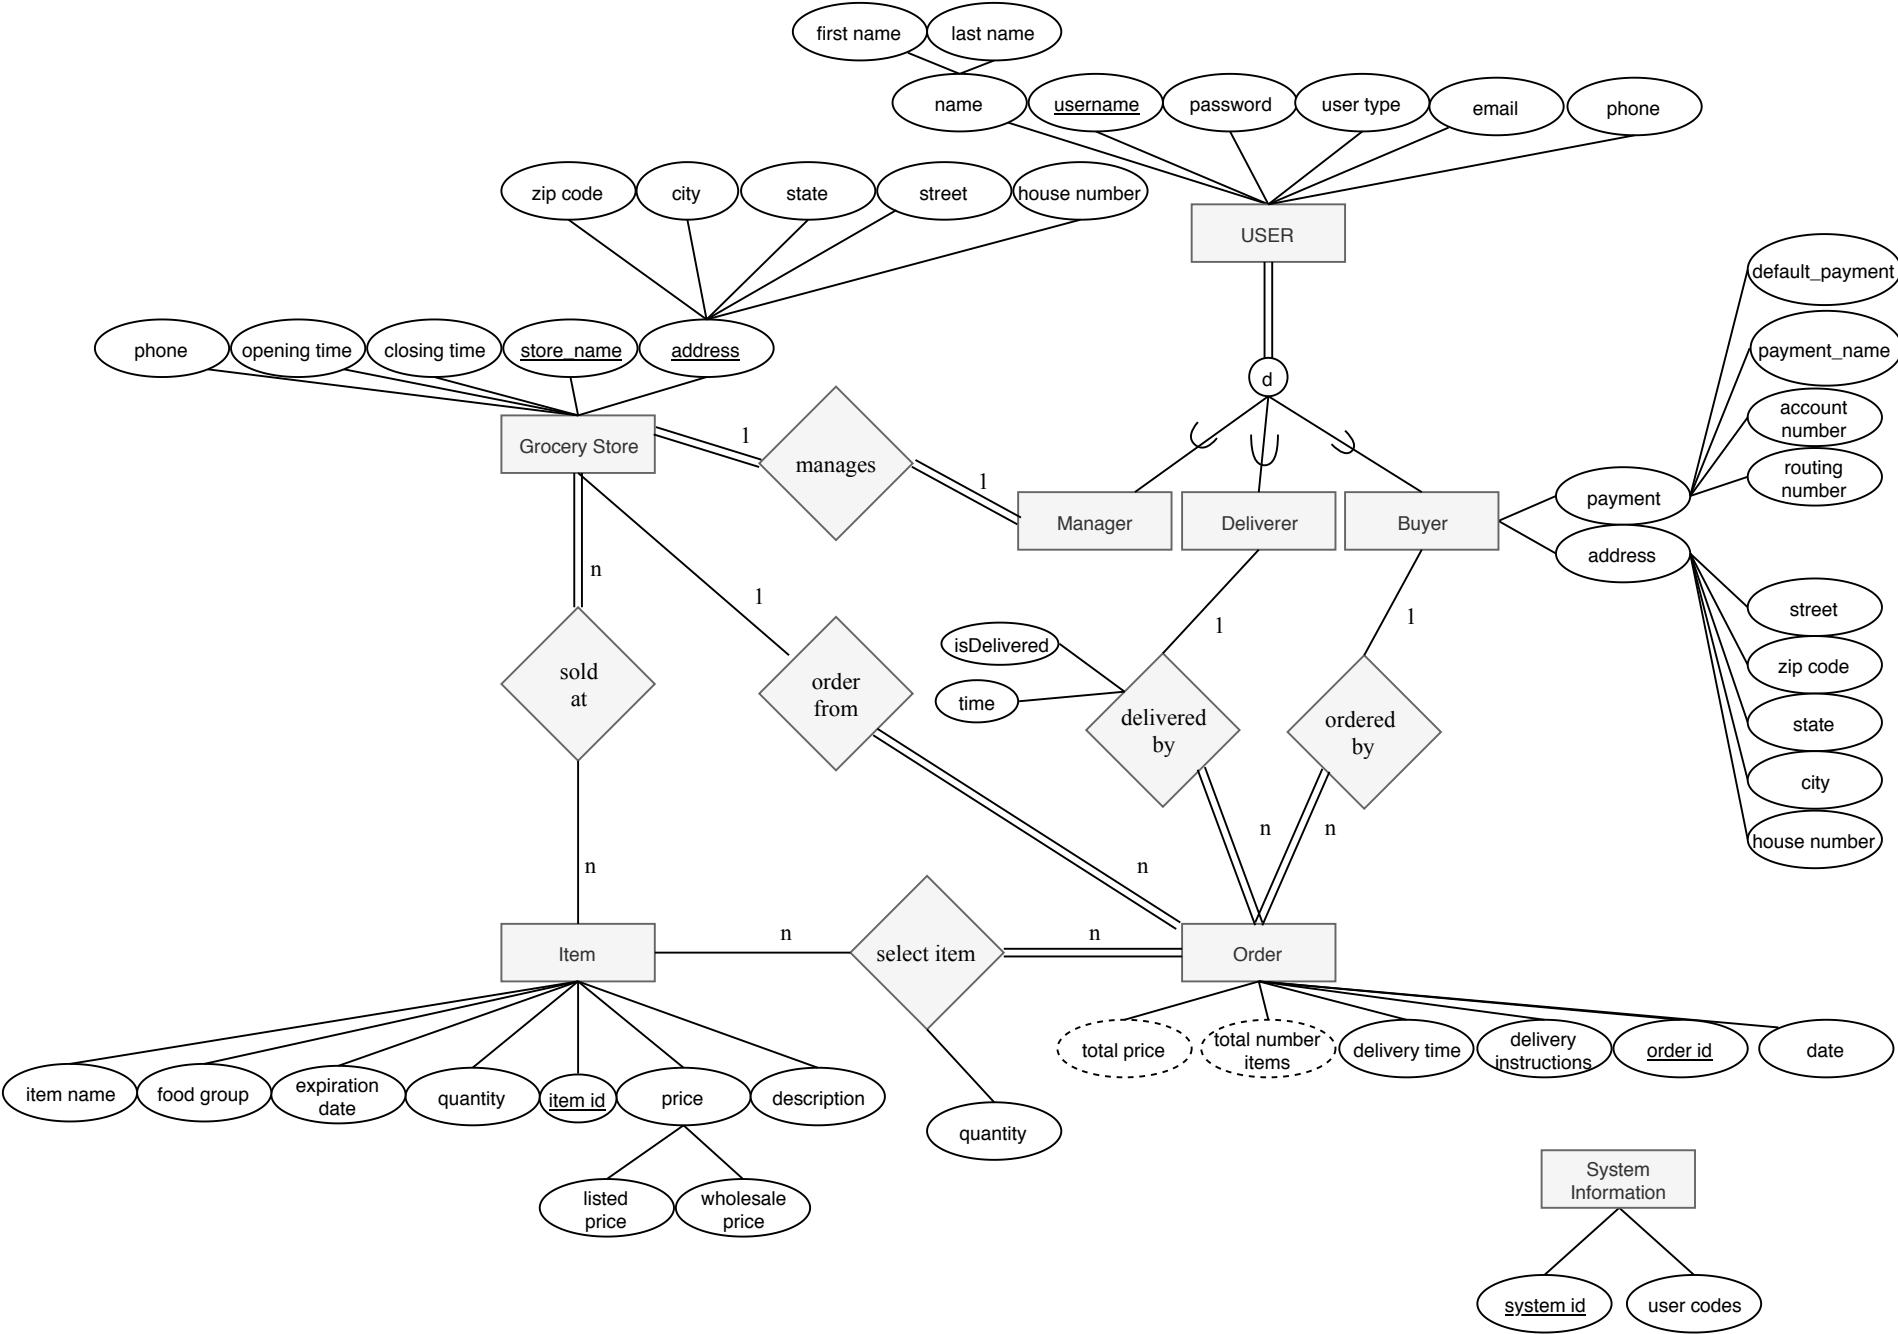 first name
last name
name
username
password
user type
email
phone
zip code
city
state
street
house number
USER
default_payment
phone
opening time
closing time
store_name
address
payment_name
d
account
number
Grocery Store
1
manages
1
routing
number
payment
Manager
Deliverer
Buyer
address
n
1
street
1
1
isDelivered
sold
at
order
from
zip code
time
delivered
by
ordered
by
state
city
n
n
house number
n
n
n
n
Item
select item
Order
total price
total number
items
delivery time
delivery
instructions
order id
date
item name
food group
expiration
date
quantity
item id
price
description
quantity
listed
price
wholesale
price
System
Information
system id
user codes